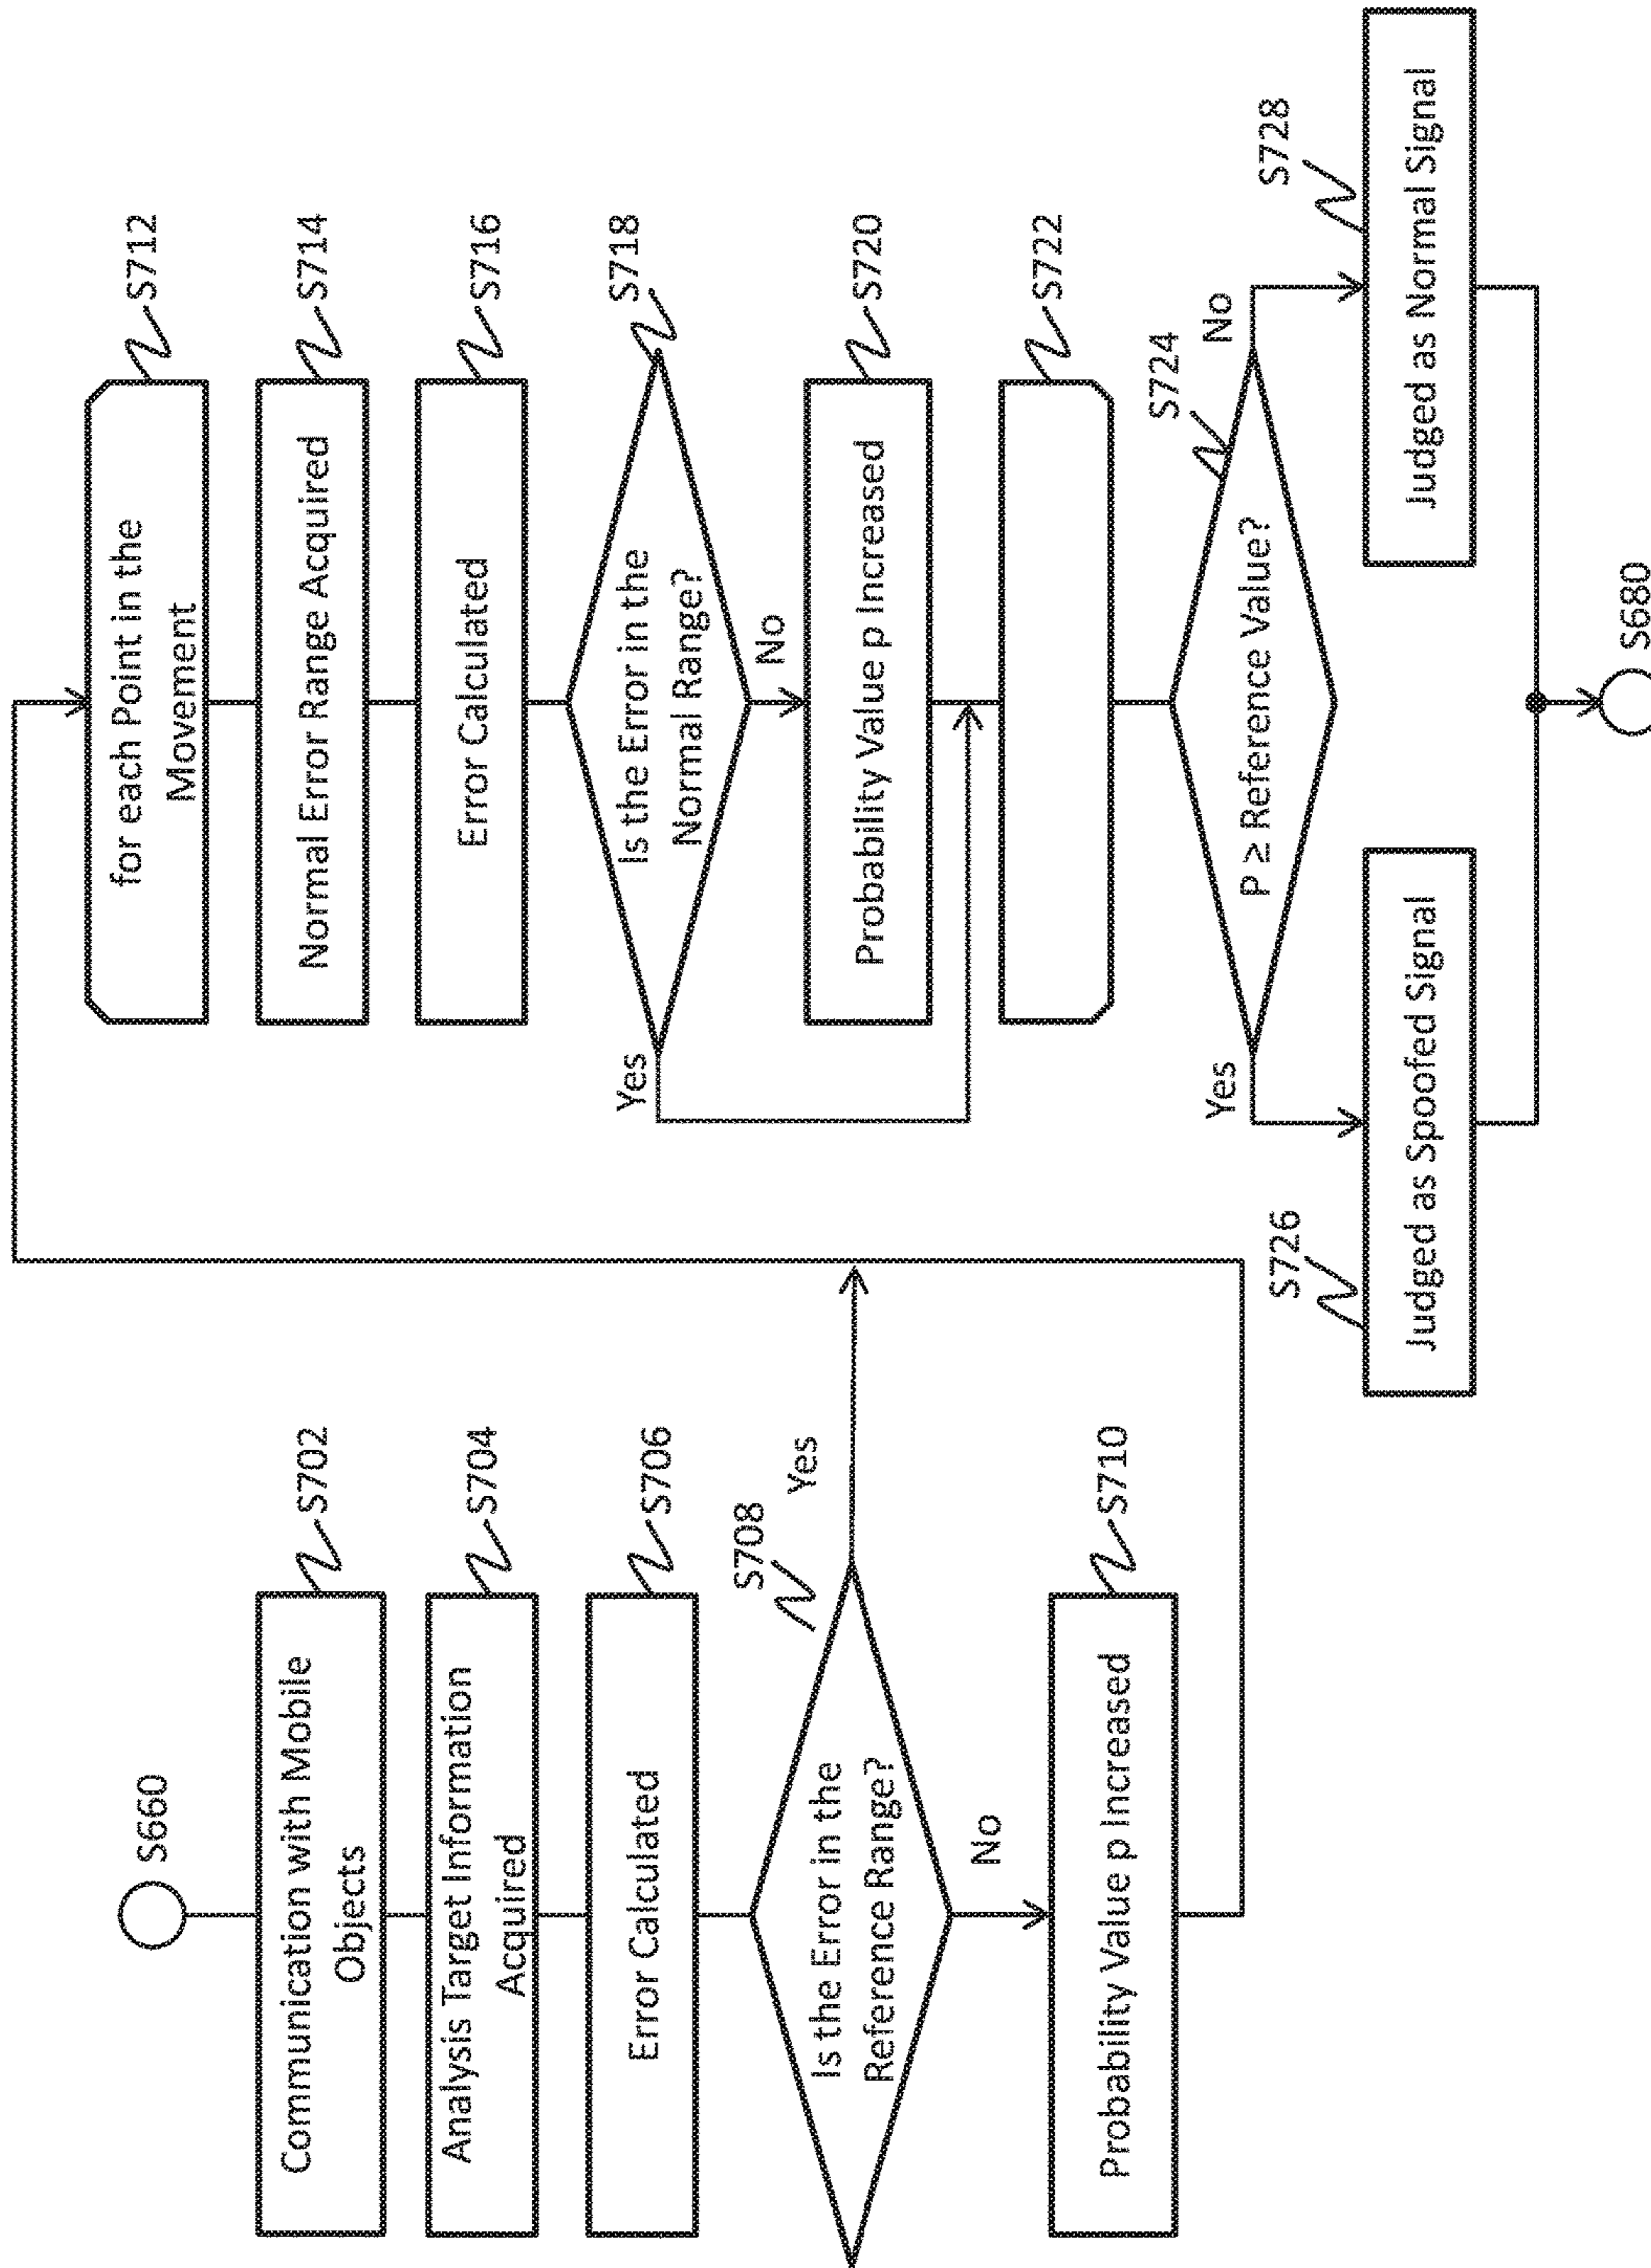 S660
Communication with Mobile
Objects
S702
Analysis Target Information
Acquired
S704
Error Calculated
S706
Is the Error in the
Reference Range?
S708
Yes
No
Probability Value p Increased
S710
for each Point in the
Movement
S712
Normal Error Range Acquired
S714
Error Calculated
S716
Is the Error in the
Normal Range?
S718
Yes
No
Probability Value p Increased
S720
S722
P ≥ Reference Value?
S724
Yes
No
Judged as Spoofed Signal
S726
Judged as Normal Signal
S728
S680